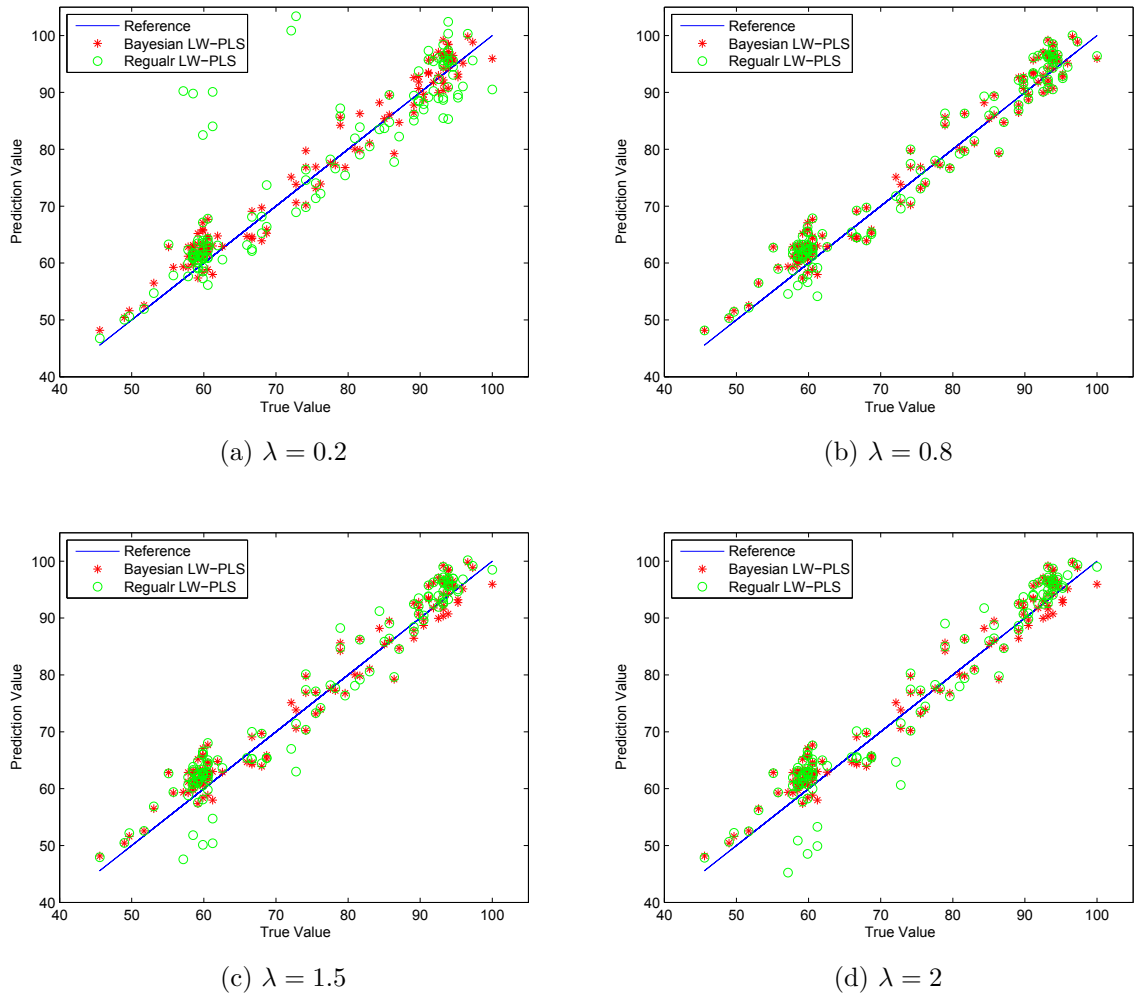 100
90
80
70
60
50
40
40 50 60 70 80 90 100
Prediction Value
True Value
Reference
Bayesian LW-PLS
Regualr LW-PLS
(a) λ = 0.2
100
90
80
70
60
50
40
40 50 60 70 80 90 100
Prediction Value
True Value
Reference
Bayesian LW-PLS
Regualr LW-PLS
(b) λ = 0.8
100
90
80
70
60
50
40
40 50 60 70 80 90 100
Prediction Value
True Value
Reference
Bayesian LW-PLS
Regualr LW-PLS
(c) λ = 1.5
100
90
80
70
60
50
40
40 50 60 70 80 90 100
Prediction Value
True Value
Reference
Bayesian LW-PLS
Regualr LW-PLS
(d) λ = 2